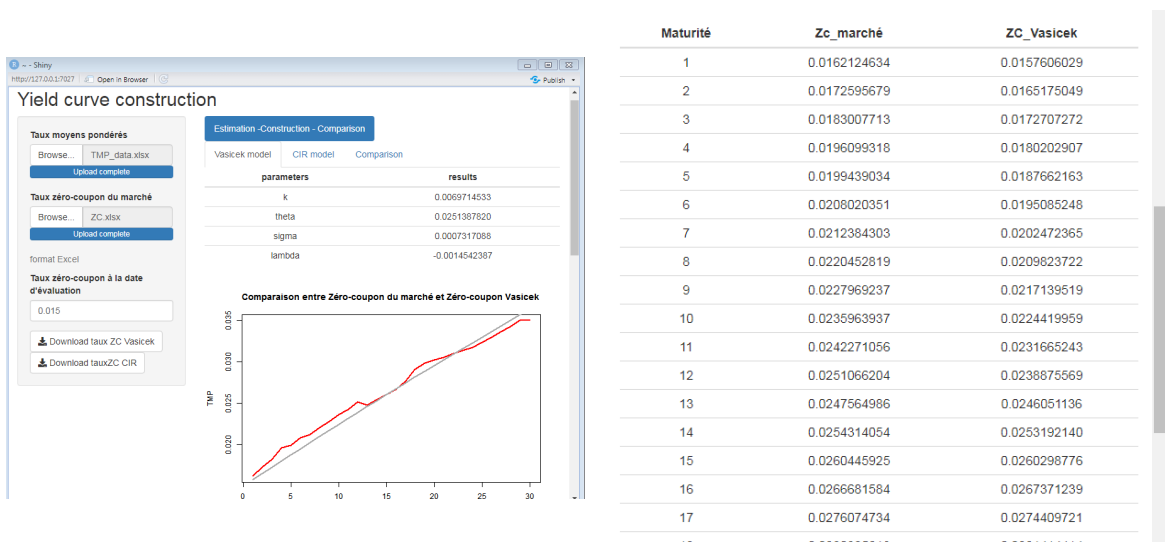 ~ - Shiny
http://127.0.0.1:7027 Open in Browser Publish
Yield curve construction
Taux moyens pondérés
Browse... TMP_data.xlsx
Upload complete
Taux zéro-coupon du marché
Browse... ZC.xlsx
Upload complete
format Excel
Taux zéro-coupon à la date
d'évaluation
0.015
Download taux ZC Vasicek
Download tauxZC CIR
Estimation -Construction - Comparison
Vasicek model CIR model Comparison
parameters results
k 0.0069714533
theta 0.0251387820
sigma 0.0007317088
lambda -0.0014542387
Comparaison entre Zéro-coupon du marché et Zéro-coupon Vasicek
TMP
0.035
0.030
0.025
0.020
0 5 10 15 20 25 30
Maturité Zc_marché ZC_Vasicek
1 0.0162124634 0.0157606029
2 0.0172595679 0.0165175049
3 0.0183007713 0.0172707272
4 0.0196099318 0.0180202907
5 0.0199439034 0.0187662163
6 0.0208020351 0.0195085248
7 0.0212384303 0.0202472365
8 0.0220452819 0.0209823722
9 0.0227969237 0.0217139519
10 0.0235963937 0.0224419959
11 0.0242271056 0.0231665243
12 0.0251066204 0.0238875569
13 0.0247564986 0.0246051136
14 0.0254314054 0.0253192140
15 0.0260445925 0.0260298776
16 0.0266681584 0.0267371239
17 0.0276074734 0.0274409721